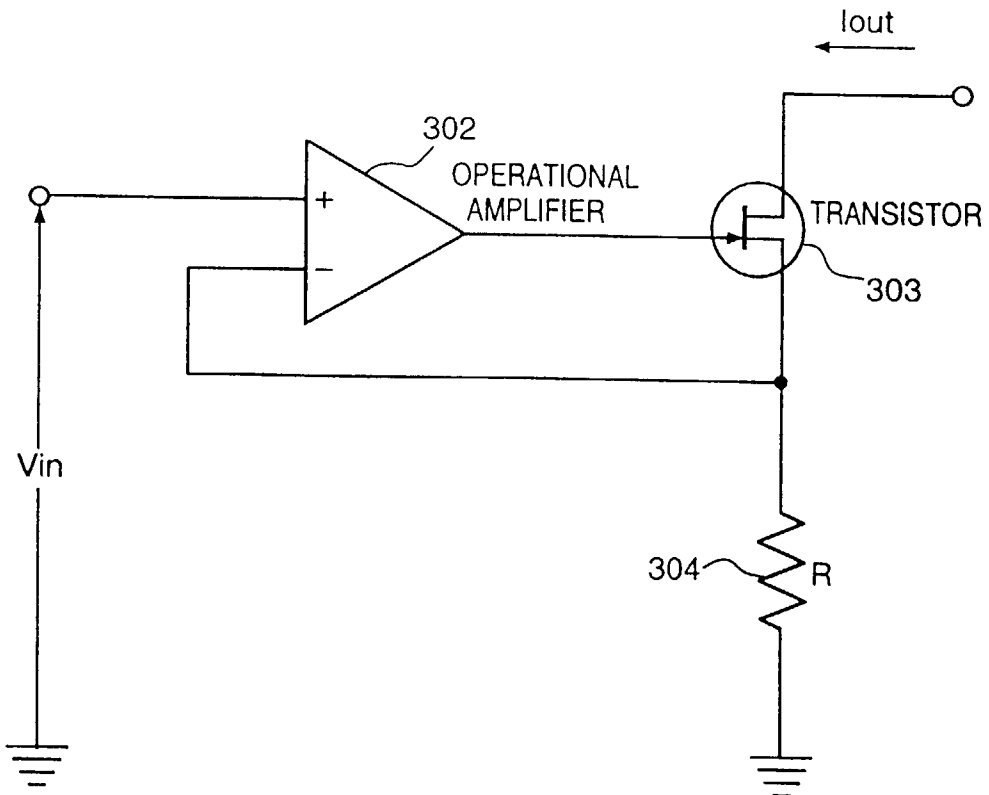 Iout
302
OPERATIONAL
AMPLIFIER
+
−
TRANSISTOR
303
Vin
304
R